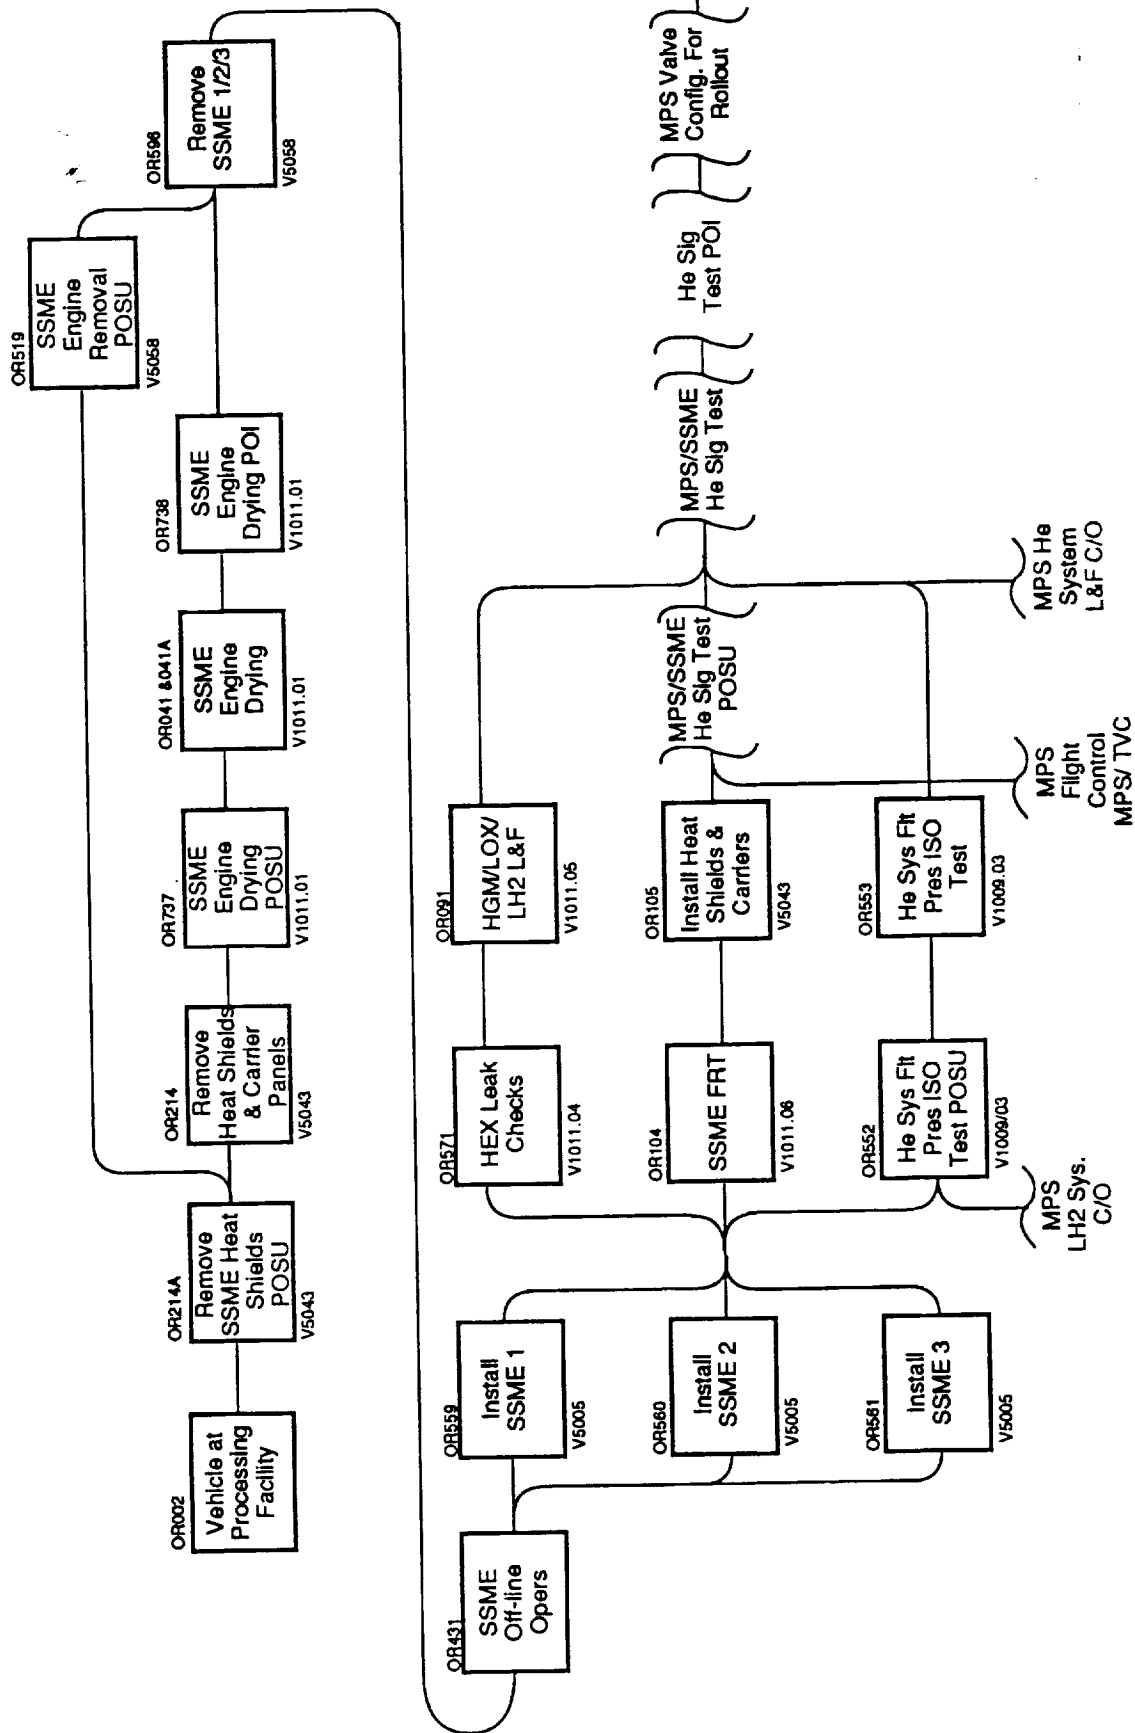 OR002
Vehicle at
Processing
Facility
OR214A
Remove
SSME Heat
Shields
POSU
V5043
OR214
Remove
Heat Shields
& Carrier
Panels
V5043
OR737
SSME
Engine
Drying
POSU
V1011.01
OR041 &041A
SSME
Engine
Drying
V1011.01
OR738
SSME
Engine
Drying POI
V1011.01
OR519
SSME
Engine
Removal
POSU
V5058
OR596
Remove
SSME 1/2/3
V5058
OR431
SSME
Off-line
Opers
OR559
Install
SSME 1
V5005
OR560
Install
SSME 2
V5005
OR561
Install
SSME 3
V5005
OR571
HEX Leak
Checks
V1011.04
OR091
HGM/LOX/
LH2 L&F
V1011.05
OR104
SSME FRT
V1011.06
OR105
Install Heat
Shields &
Carriers
V5043
OR552
He Sys Flt
Pres ISO
Test POSU
V1009/03
OR553
He Sys Flt
Pres ISO
Test
V1009.03
MPS
LH2 Sys.
C/O
MPS
Flight
Control
MPS/ TVC
MPS He
System
L&F C/O
MPS/SSME
He Sig Test
POSU
MPS/SSME
He Sig Test
He Sig
Test POI
MPS Valve
Config. For
Rollout